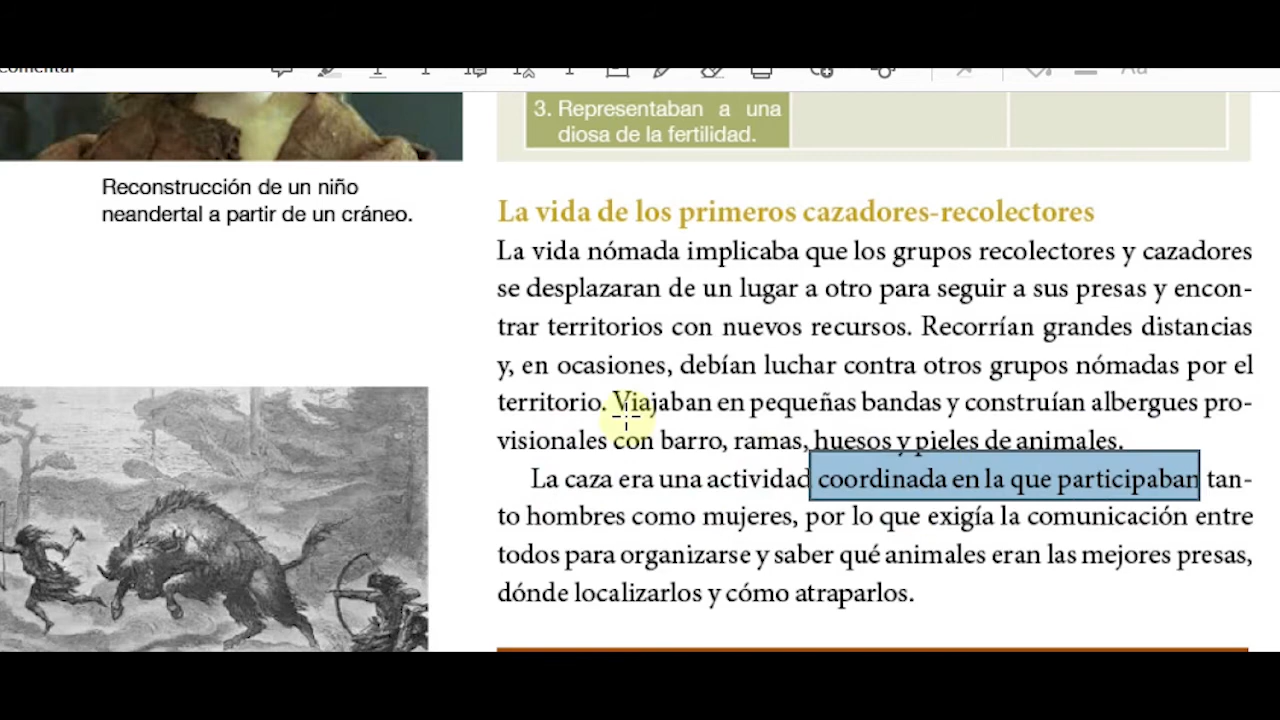 Comentar
3. Representaban a una
diosa de la fertilidad.
Reconstrucción de un niño
neandertal a partir de un cráneo.
La vida de los primeros cazadores-recolectores
La vida nómada implicaba que los grupos recolectores y cazadores
se desplazaran de un lugar a otro para seguir a sus presas y encon-
trar territorios con nuevos recursos. Recorrían grandes distancias
y, en ocasiones, debían luchar contra otros grupos nómadas por el
territorio. Viajaban en pequeñas bandas y construían albergues pro-
visionales con barro, ramas, huesos y pieles de animales.
La caza era una actividad coordinada en la que participaban tan-
to hombres como mujeres, por lo que exigía la comunicación entre
todos para organizarse y saber qué animales eran las mejores presas,
dónde localizarlos y cómo atraparlos.